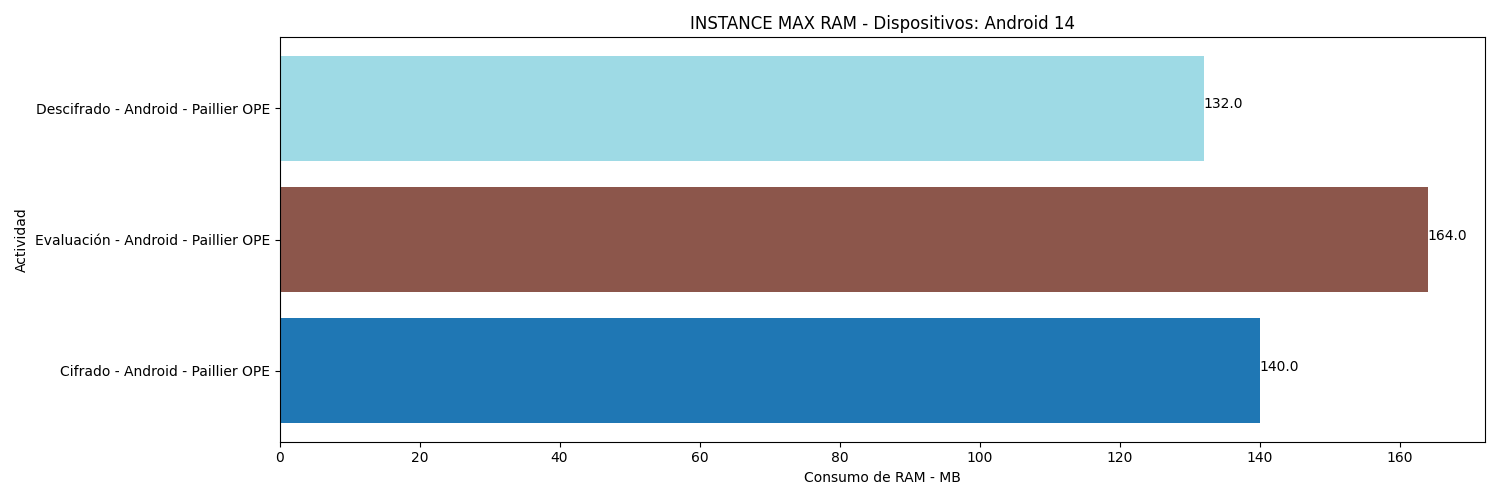 INSTANCE MAX RAM - Dispositivos: Android 14
Actividad
Descifrado - Android - Paillier OPE
132.0
Evaluación - Android - Paillier OPE
164.0
Cifrado - Android - Paillier OPE
140.0
0 20 40 60 80 100 120 140 160
Consumo de RAM - MB